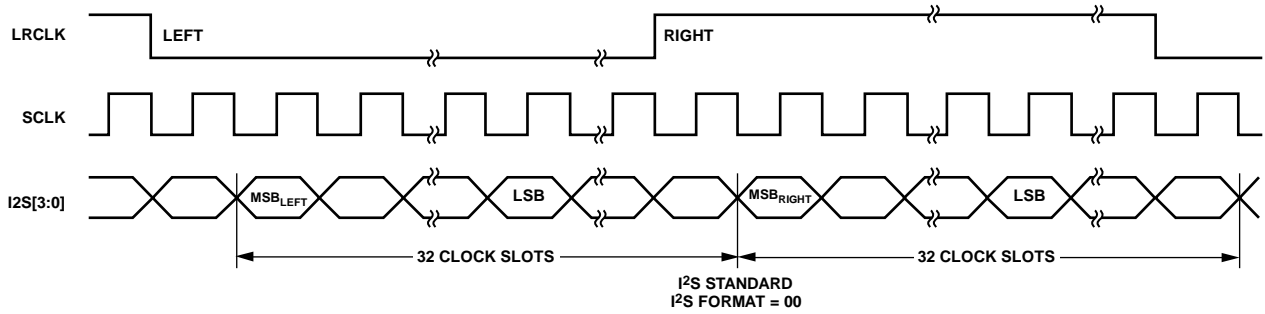 LRCLK LEFT RIGHT
SCLK
I2S[3:0] MSBLEFT LSB MSBRIGHT LSB
32 CLOCK SLOTS 32 CLOCK SLOTS
I2S STANDARD
I2S FORMAT = 00